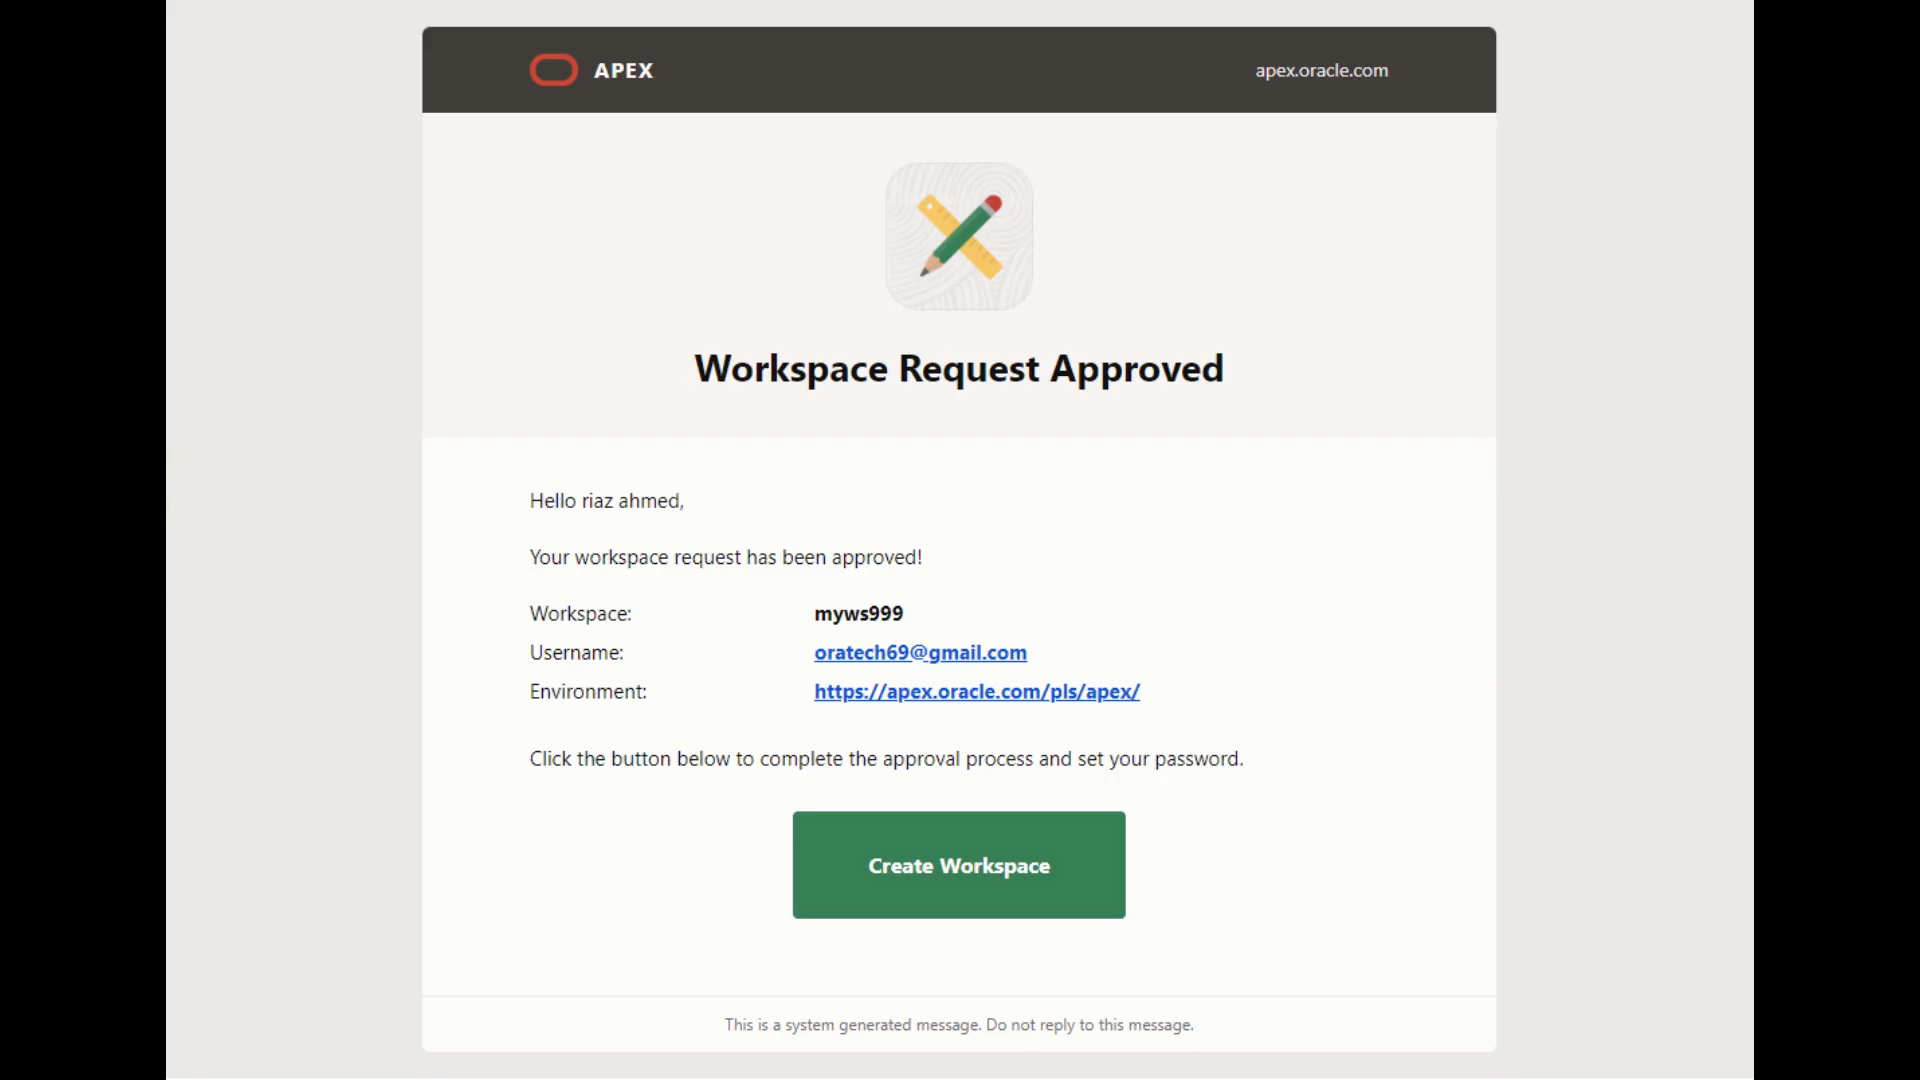 APEX
apex.oracle.com
Workspace Request Approved
Hello riaz ahmed,
Your workspace request has been approved!
Workspace: myws999
Username: oratech69@gmail.com
Environment: https://apex.oracle.com/pls/apex/
Click the button below to complete the approval process and set your password.
Create Workspace
This is a system generated message. Do not reply to this message.